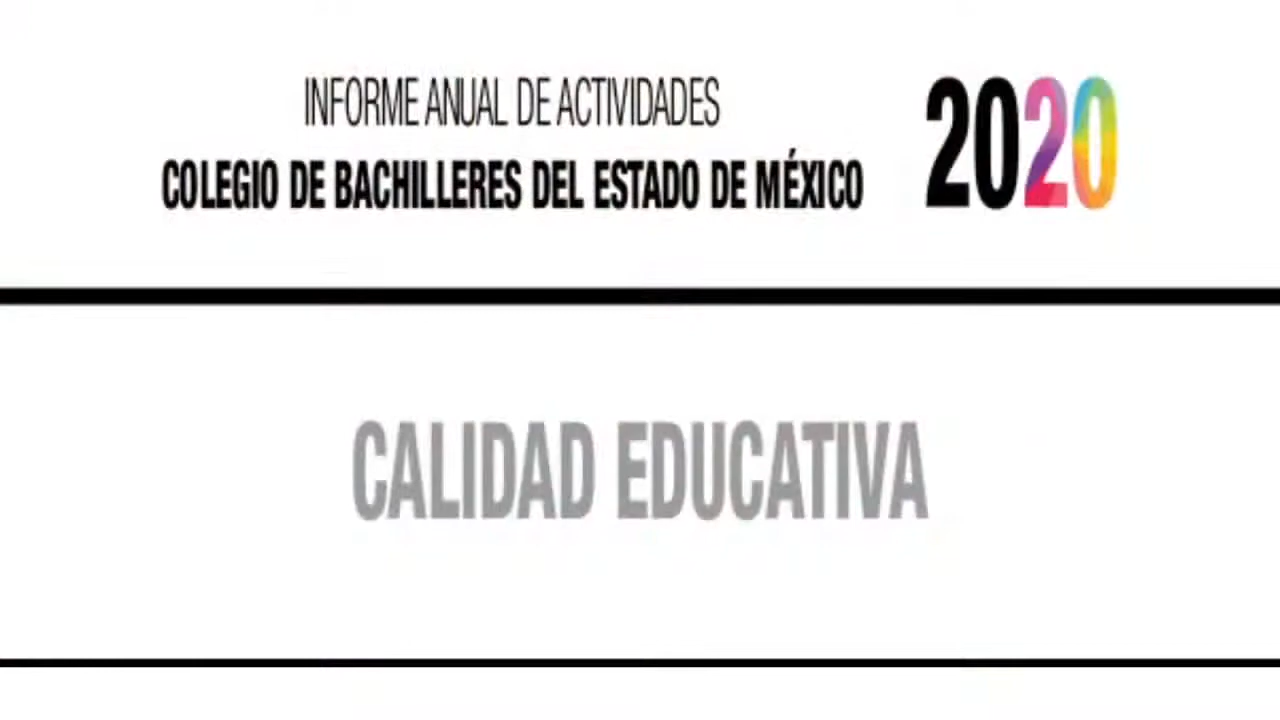 INFORME ANUAL DE ACTIVIDADES
COLEGIO DE BACHILLERES DEL ESTADO DE MÉXICO
2020
CALIDAD EDUCATIVA